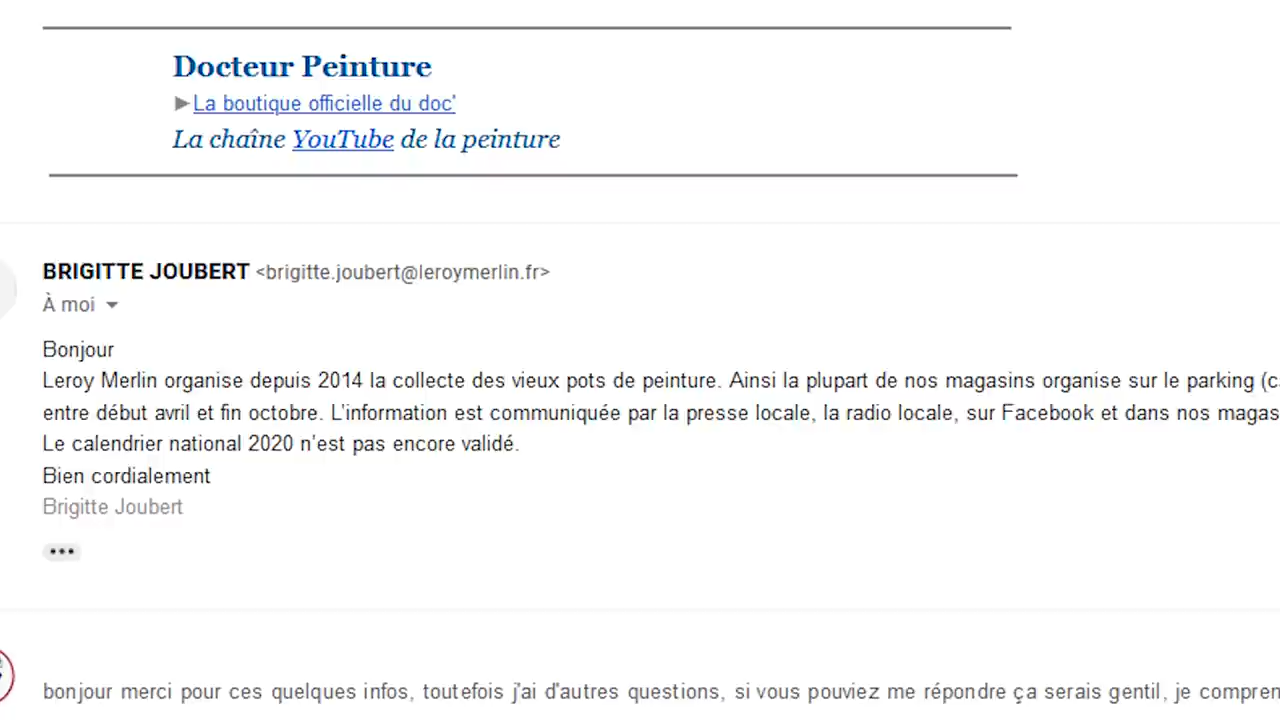 Docteur Peinture
►La boutique officielle du doc'
La chaîne YouTube de la peinture
BRIGITTE JOUBERT <brigitte.joubert@leroymerlin.fr>
À moi
Bonjour
Leroy Merlin organise depuis 2014 la collecte des vieux pots de peinture. Ainsi la plupart de nos magasins organise sur le parking
entre début avril et fin octobre. L'information est communiquée par la presse locale, la radio locale, sur Facebook et dans nos
Le calendrier national 2020 n'est pas encore validé.
Bien cordialement
Brigitte Joubert
•••
bonjour merci pour ces quelques infos, toutefois j'ai d'autres questions, si vous pouviez me répondre ça serais gentil, je